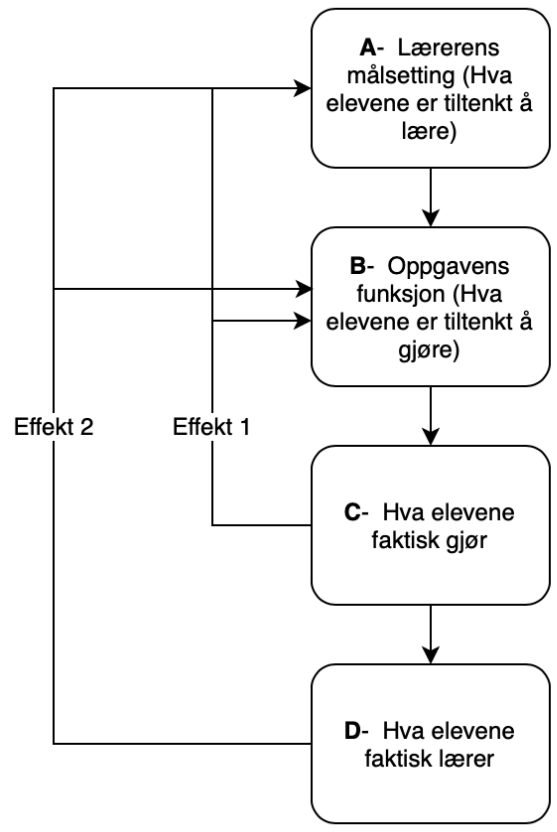 A- Lærerens
målsetting (Hva
elevene er tiltenkt å
lære)
B- Oppgavens
funksjon (Hva
elevene er tiltenkt å
gjøre)
Effekt 2
Effekt 1
C- Hva elevene
faktisk gjør
D- Hva elevene
faktisk lærer